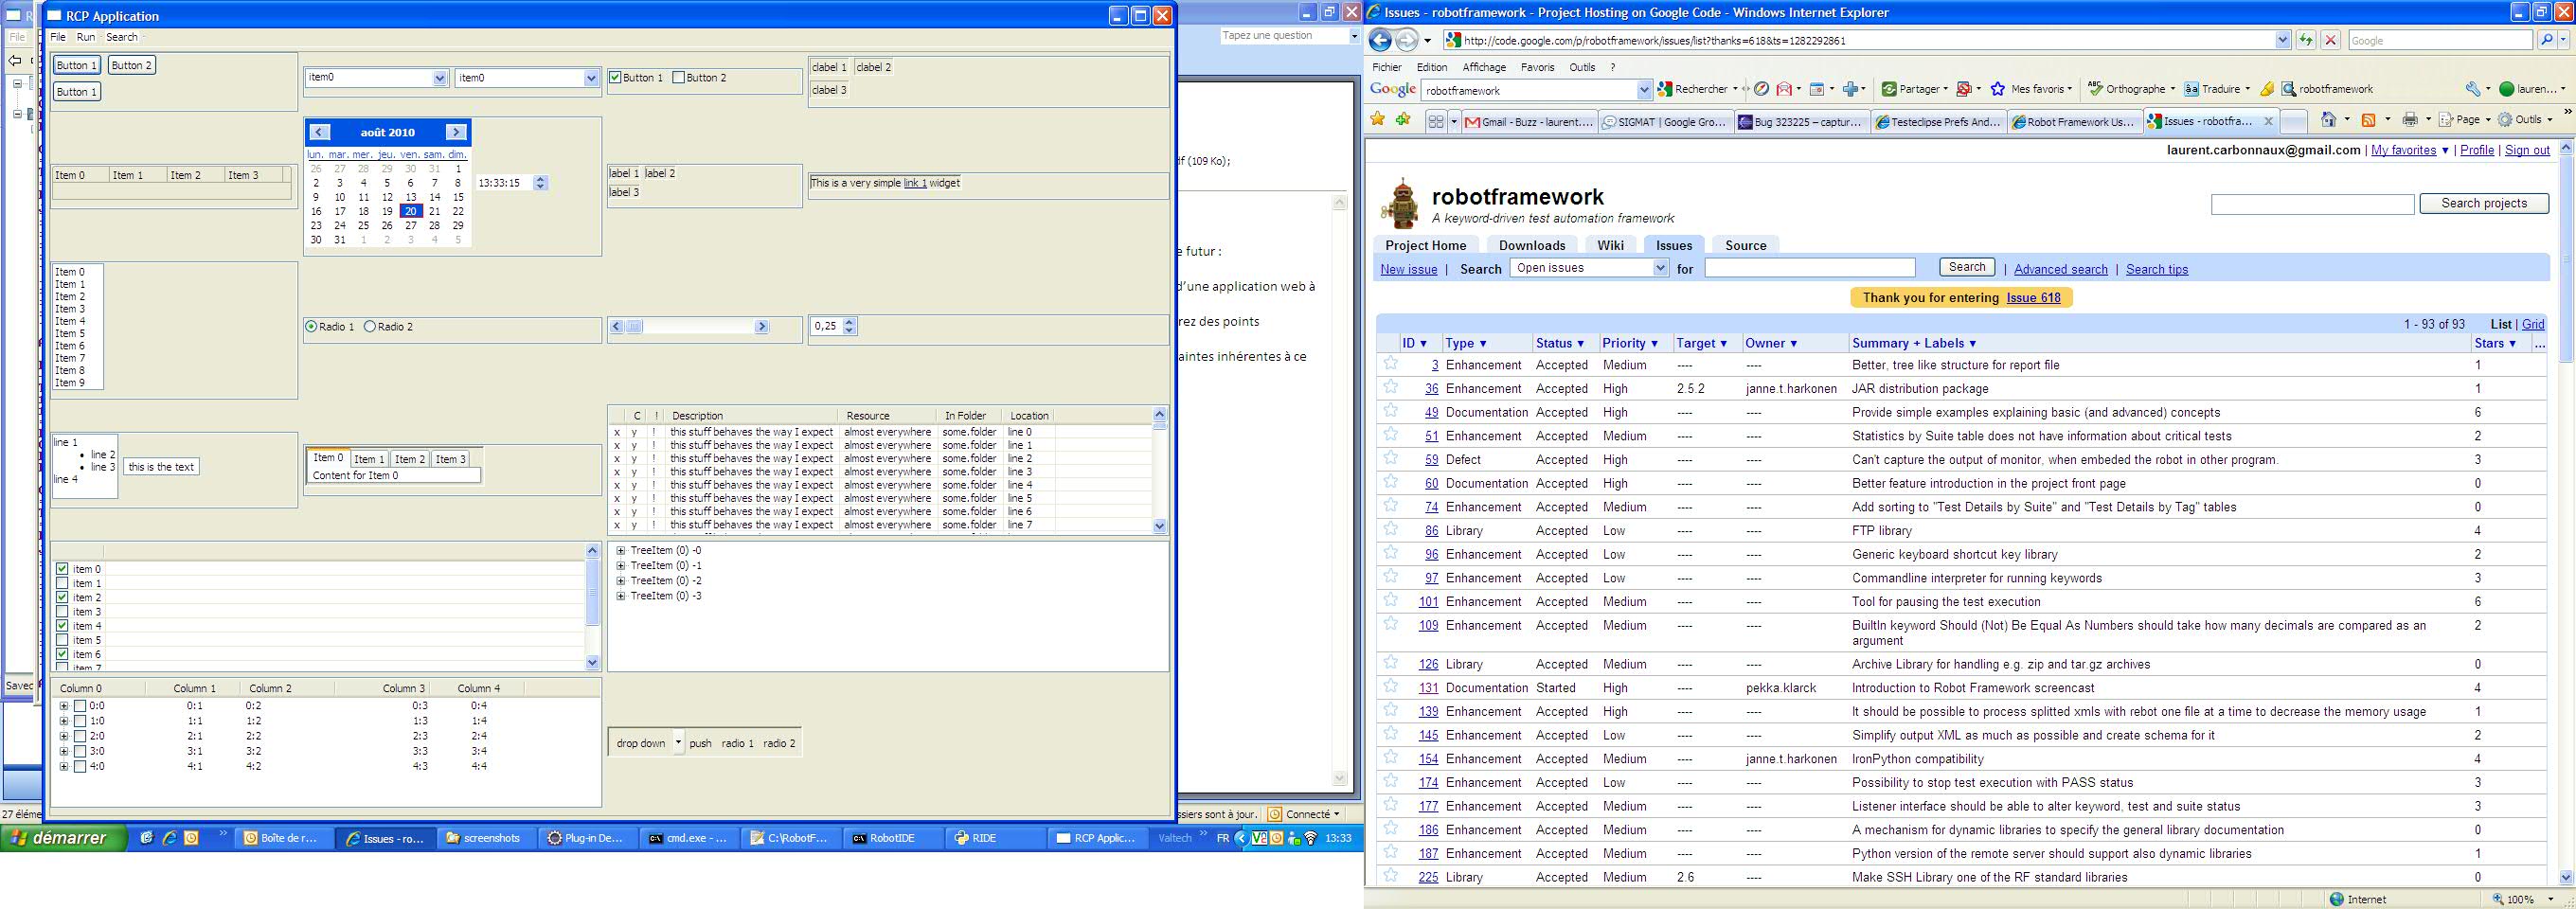 RCP Application
File Run Search
Button 1 Button 2
Button 1
item0 item0
Button 1 Button 2
clabel 1 clabel 2
clabel 3
Item 0 Item 1 Item 2 Item 3
août 2010
lun. mar. mer. jeu. ven. sam. dim.
26 27 28 29 30 31 1
2 3 4 5 6 7 8
9 10 11 12 13 14 15
16 17 18 19 20 21 22
23 24 25 26 27 28 29
30 31 1 2 3 4 5
13:33:15
label 1 label 2
label 3
This is a very simple link 1 widget
Item 0
Item 1
Item 2
Item 3
Item 4
Item 5
Item 6
Item 7
Item 8
Item 9
Radio 1 Radio 2
0,25
line 1
line 2
line 3
line 4
this is the text
Item 0 Item 1 Item 2 Item 3
Content for Item 0
C ! Description Resource In Folder Location
x y ! this stuff behaves the way I expect almost everywhere some.folder line 0
x y ! this stuff behaves the way I expect almost everywhere some.folder line 1
x y ! this stuff behaves the way I expect almost everywhere some.folder line 2
x y ! this stuff behaves the way I expect almost everywhere some.folder line 3
x y ! this stuff behaves the way I expect almost everywhere some.folder line 4
x y ! this stuff behaves the way I expect almost everywhere some.folder line 5
x y ! this stuff behaves the way I expect almost everywhere some.folder line 6
x y ! this stuff behaves the way I expect almost everywhere some.folder line 7
item 0
item 1
item 2
item 3
item 4
item 5
item 6
item 7
TreeItem (0) -0
TreeItem (0) -1
TreeItem (0) -2
TreeItem (0) -3
Column 0 Column 1 Column 2 Column 3 Column 4
0:0 0:1 0:2 0:3 0:4
1:0 1:1 1:2 1:3 1:4
2:0 2:1 2:2 2:3 2:4
3:0 3:1 3:2 3:3 3:4
4:0 4:1 4:2 4:3 4:4
drop down push radio 1 radio 2
File
Saved
27 éléme
Tapez une question
df (109 Ko);
e futur :
d'une application web à
rez des points
aintes inhérentes à ce
ssiers sont à jour. Connecté
démarrer Boîte de r... Issues - ro... screenshots Plug-in De... cmd.exe - ... C:\RobotF... RobotIDE RIDE RCP Applic... Valtech FR 13:33
Issues - robotframework - Project Hosting on Google Code - Windows Internet Explorer
http://code.google.com/p/robotframework/issues/list?thanks=618&ts=1282292861
Google
Fichier Edition Affichage Favoris Outils ?
Google robotframework Rechercher Partager Mes favoris Orthographe Traduire robotframework lauren...
Gmail - Buzz - laurent.... SIGMAT | Google Gro... Bug 323225 – captur... Testeclipse Prefs And... Robot Framework Us... Issues - robotfra... Page Outils
laurent.carbonnaux@gmail.com | My favorites ▼ | Profile | Sign out
robotframework
A keyword-driven test automation framework
Search projects
Project Home Downloads Wiki Issues Source
New issue | Search Open issues for Search | Advanced search | Search tips
Thank you for entering Issue 618
1 - 93 of 93 List | Grid
ID ▼ Type ▼ Status ▼ Priority ▼ Target ▼ Owner ▼ Summary + Labels ▼ Stars ▼ ...
3 Enhancement Accepted Medium ---- ---- Better, tree like structure for report file 1
36 Enhancement Accepted High 2.5.2 janne.t.harkonen JAR distribution package 1
49 Documentation Accepted High ---- ---- Provide simple examples explaining basic (and advanced) concepts 6
51 Enhancement Accepted Medium ---- ---- Statistics by Suite table does not have information about critical tests 2
59 Defect Accepted High ---- ---- Can't capture the output of monitor, when embeded the robot in other program. 3
60 Documentation Accepted High ---- ---- Better feature introduction in the project front page 0
74 Enhancement Accepted Medium ---- ---- Add sorting to "Test Details by Suite" and "Test Details by Tag" tables 0
86 Library Accepted Low ---- ---- FTP library 4
96 Enhancement Accepted Low ---- ---- Generic keyboard shortcut key library 2
97 Enhancement Accepted Low ---- ---- Commandline interpreter for running keywords 3
101 Enhancement Accepted Medium ---- ---- Tool for pausing the test execution 6
109 Enhancement Accepted Medium ---- ---- BuiltIn keyword Should (Not) Be Equal As Numbers should take how many decimals are compared as an 2
argument
126 Library Accepted Medium ---- ---- Archive Library for handling e.g. zip and tar.gz archives 0
131 Documentation Started High ---- pekka.klarck Introduction to Robot Framework screencast 4
139 Enhancement Accepted High ---- ---- It should be possible to process splitted xmls with rebot one file at a time to decrease the memory usage 1
145 Enhancement Accepted Low ---- ---- Simplify output XML as much as possible and create schema for it 2
154 Enhancement Accepted Medium ---- janne.t.harkonen IronPython compatibility 4
174 Enhancement Accepted Low ---- ---- Possibility to stop test execution with PASS status 3
177 Enhancement Accepted Medium ---- ---- Listener interface should be able to alter keyword, test and suite status 3
186 Enhancement Accepted Medium ---- ---- A mechanism for dynamic libraries to specify the general library documentation 0
187 Enhancement Accepted Medium ---- ---- Python version of the remote server should support also dynamic libraries 1
225 Library Accepted Medium 2.6 ---- Make SSH Library one of the RF standard libraries 0
Internet 100%